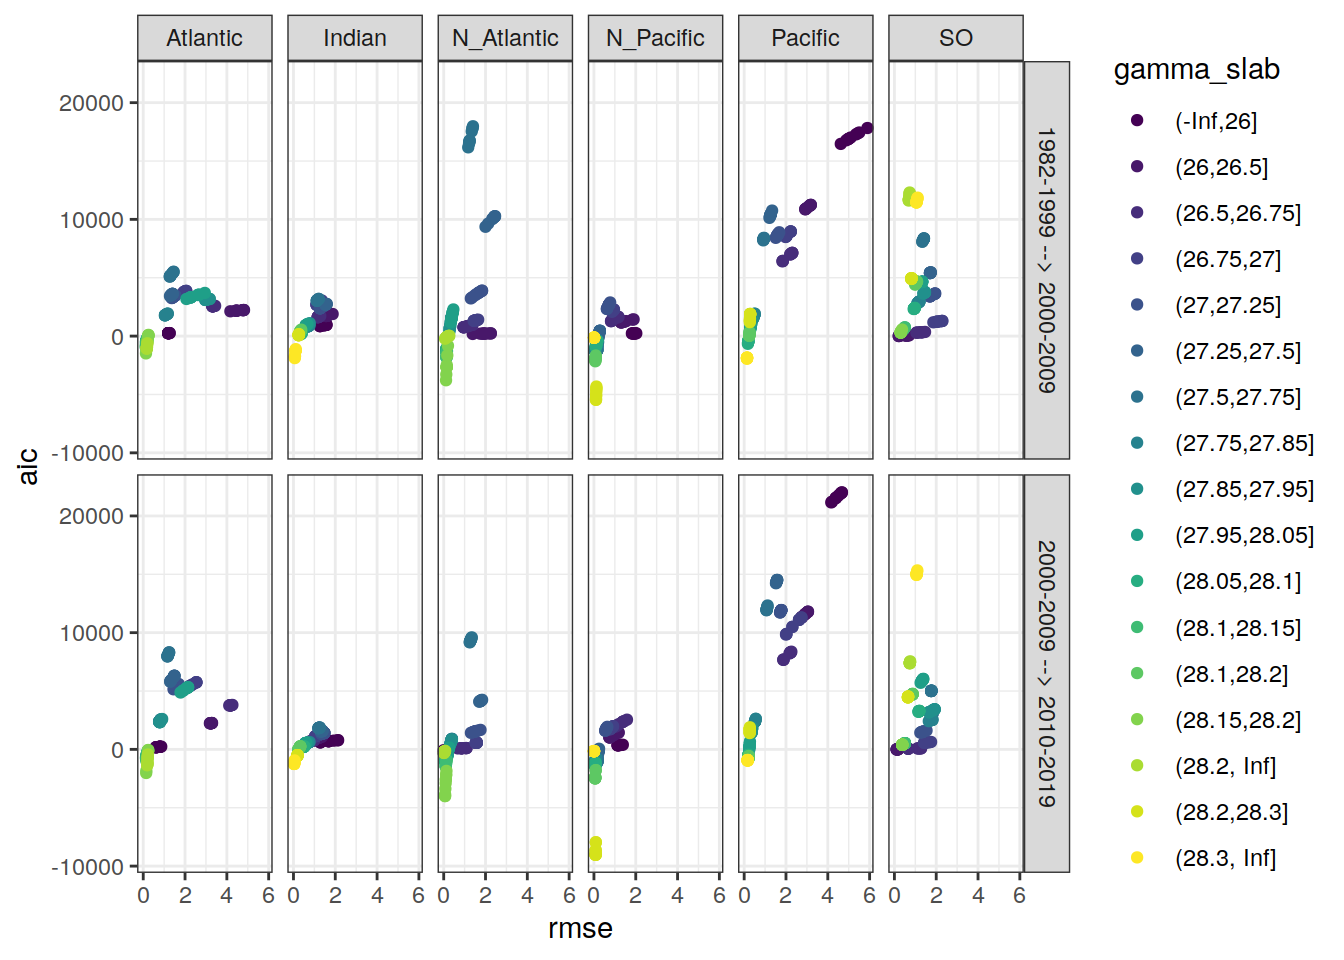 Atlantic Indian N_Atlantic N_Pacific Pacific SO
20000
10000
0
-10000
1982-1999 --> 2000-2009
20000
10000
0
-10000
2000-2009 --> 2010-2019
aic
0 2 4 6 0 2 4 6 0 2 4 6 0 2 4 6 0 2 4 6 0 2 4 6
rmse
gamma_slab
(-Inf,26]
(26,26.5]
(26.5,26.75]
(26.75,27]
(27,27.25]
(27.25,27.5]
(27.5,27.75]
(27.75,27.85]
(27.85,27.95]
(27.95,28.05]
(28.05,28.1]
(28.1,28.15]
(28.1,28.2]
(28.15,28.2]
(28.2, Inf]
(28.2,28.3]
(28.3, Inf]